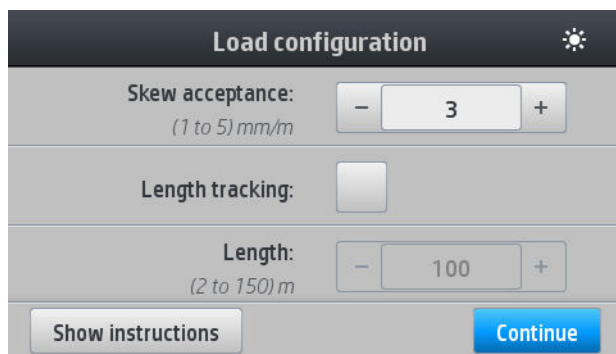 Load configuration
Skew acceptance:
(1 to 5) mm/m
− 3 +
Length tracking:
Length:
(2 to 150) m
− 100 +
Show instructions
Continue